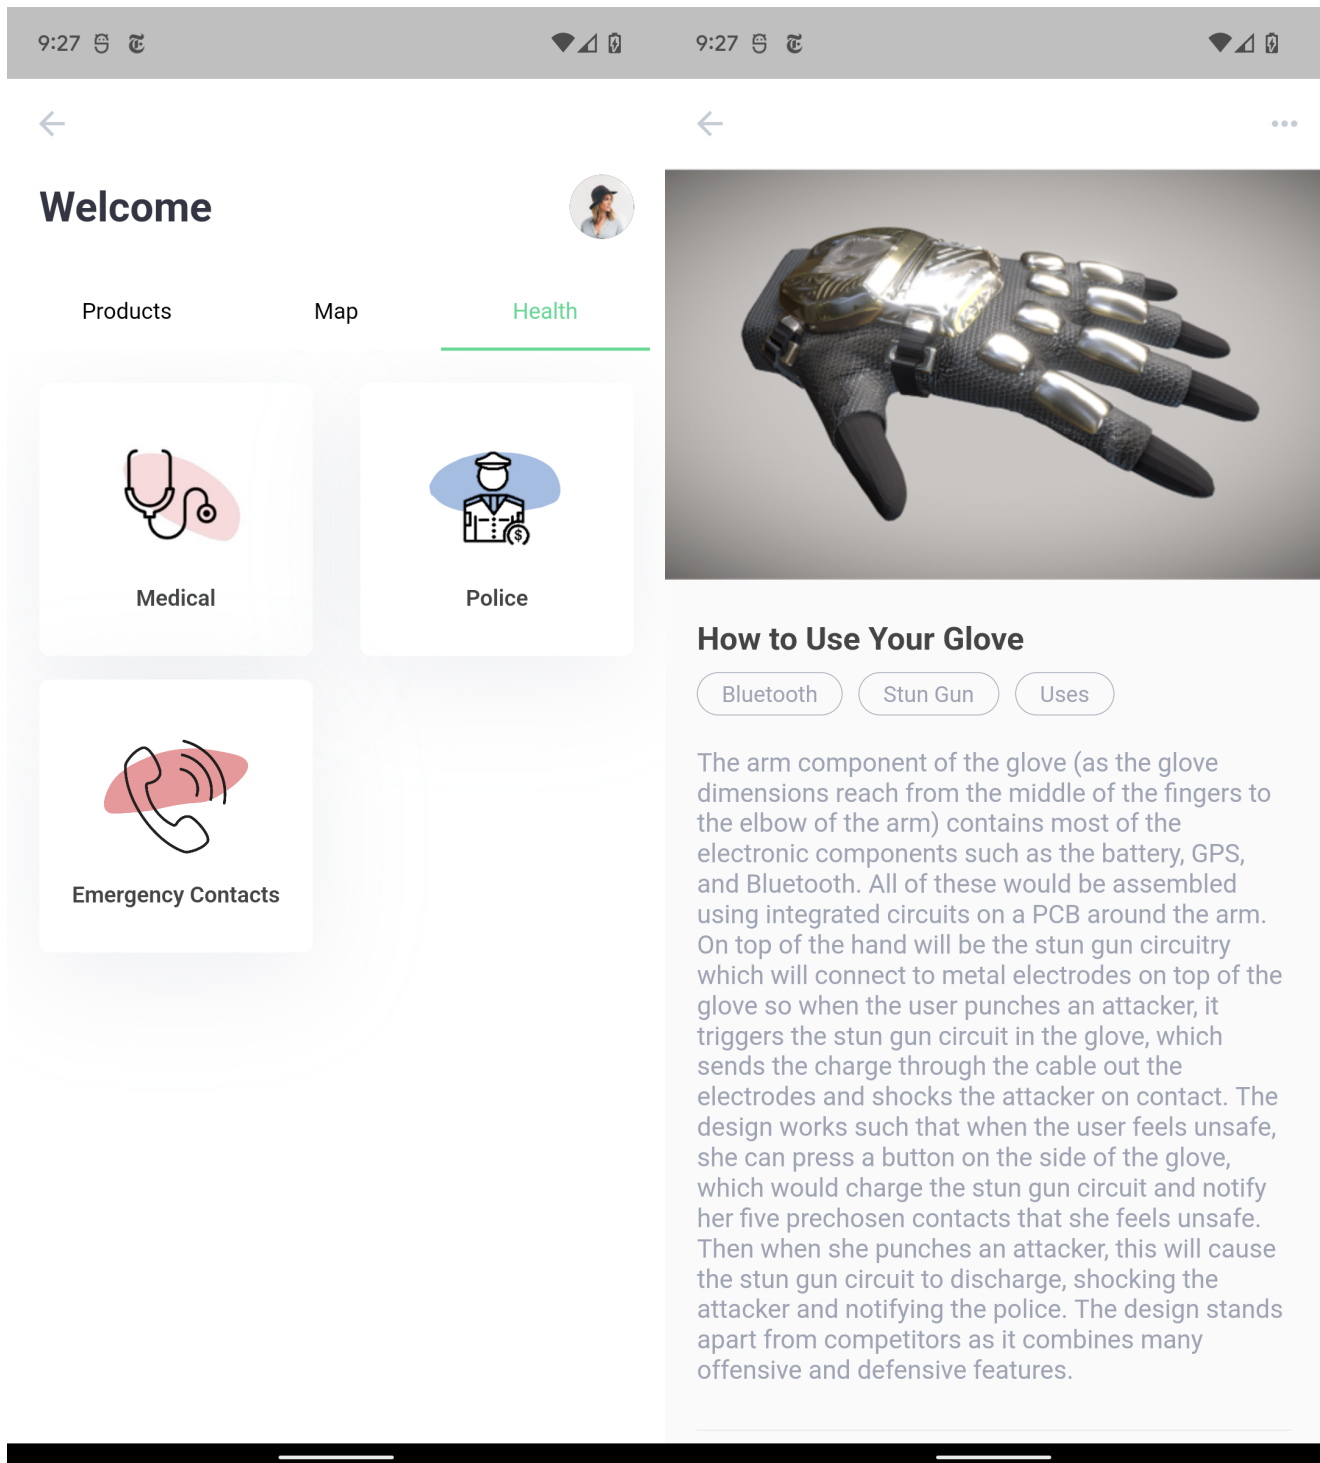 9:27
Welcome
Products Map Health
Medical Police
$
Emergency Contacts
9:27
How to Use Your Glove
Bluetooth Stun Gun Uses
The arm component of the glove (as the glove
dimensions reach from the middle of the fingers to
the elbow of the arm) contains most of the
electronic components such as the battery, GPS,
and Bluetooth. All of these would be assembled
using integrated circuits on a PCB around the arm.
On top of the hand will be the stun gun circuitry
which will connect to metal electrodes on top of the
glove so when the user punches an attacker, it
triggers the stun gun circuit in the glove, which
sends the charge through the cable out the
electrodes and shocks the attacker on contact. The
design works such that when the user feels unsafe,
she can press a button on the side of the glove,
which would charge the stun gun circuit and notify
her five prechosen contacts that she feels unsafe.
Then when she punches an attacker, this will cause
the stun gun circuit to discharge, shocking the
attacker and notifying the police. The design stands
apart from competitors as it combines many
offensive and defensive features.